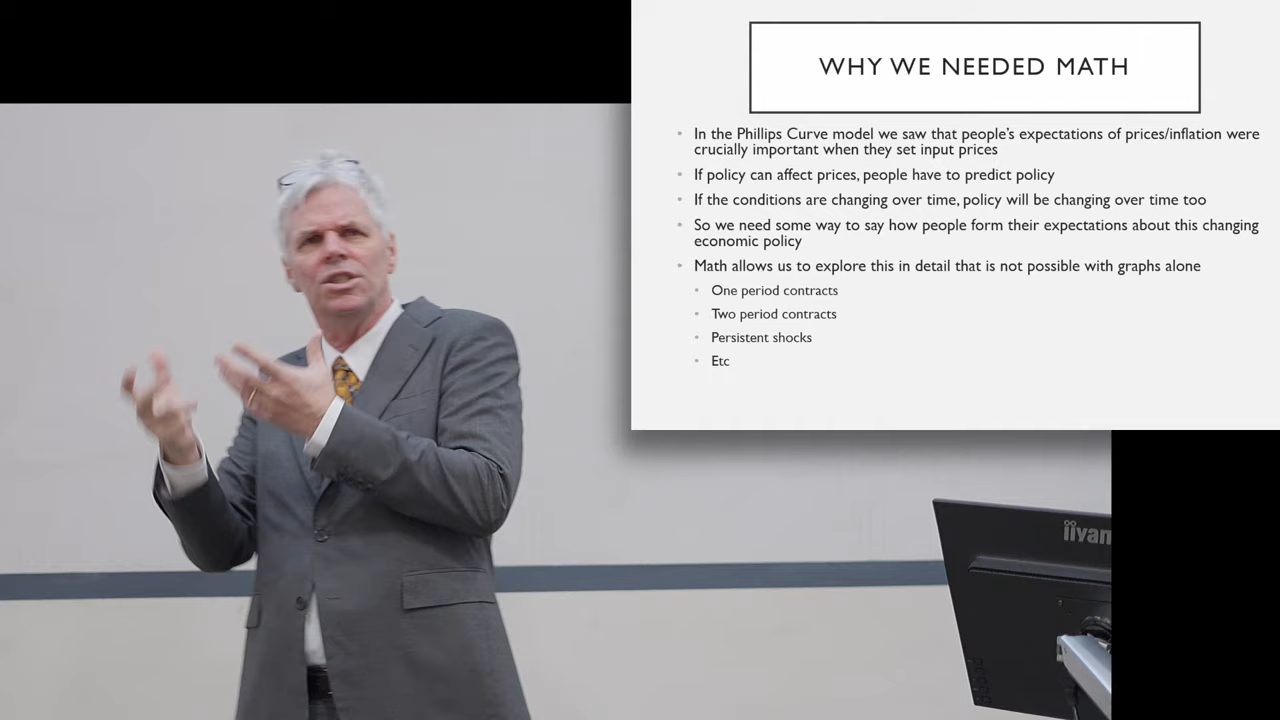 WHY WE NEEDED MATH
In the Phillips Curve model we saw that people's expectations of prices/inflation were
crucially important when they set input prices
If policy can affect prices, people have to predict policy
If the conditions are changing over time, policy will be changing over time too
So we need some way to say how people form their expectations about this changing
economic policy
Math allows us to explore this in detail that is not possible with graphs alone
One period contracts
Two period contracts
Persistent shocks
Etc
iiyam